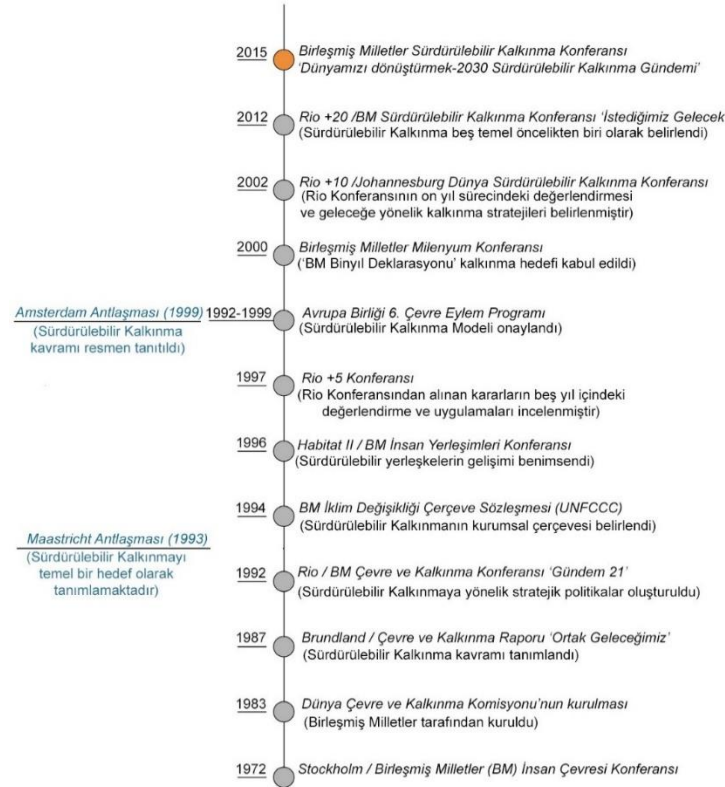 2015
Birleşmiş Milletler Sürdürülebilir Kalkınma Konferansı
‘Dünyamızı dönüştürmek-2030 Sürdürülebilir Kalkınma Gündemi’
2012
Rio +20 /BM Sürdürülebilir Kalkınma Konferansı ‘İstediğimiz Gelecek
(Sürdürülebilir Kalkınma beş temel öncelikten biri olarak belirlendi)
2002
Rio +10 /Johannesburg Dünya Sürdürülebilir Kalkınma Konferansı
(Rio Konferansının on yıl sürecindeki değerlendirmesi
ve geleceğe yönelik kalkınma stratejileri belirlenmiştir)
2000
Birleşmiş Milletler Milenyum Konferansı
(‘BM Binyıl Deklarasyonu’ kalkınma hedefi kabul edildi)
Amsterdam Antlaşması (1999)
(Sürdürülebilir Kalkınma
kavramı resmen tanıtıldı)
1992-1999
Avrupa Birliği 6. Çevre Eylem Programı
(Sürdürülebilir Kalkınma Modeli onaylandı)
1997
Rio +5 Konferansı
(Rio Konferansından alınan kararların beş yıl içindeki
değerlendirme ve uygulamaları incelenmiştir)
1996
Habitat II / BM İnsan Yerleşimleri Konferansı
(Sürdürülebilir yerleşkelerin gelişimi benimsendi)
1994
BM İklim Değişikliği Çerçeve Sözleşmesi (UNFCCC)
(Sürdürülebilir Kalkınmanın kurumsal çerçevesi belirlendi)
Maastricht Antlaşması (1993)
(Sürdürülebilir Kalkınmayı
temel bir hedef olarak
tanımlamaktadır)
1992
Rio / BM Çevre ve Kalkınma Konferansı ‘Gündem 21’
(Sürdürülebilir Kalkınmaya yönelik stratejik politikalar oluşturuldu)
1987
Brundland / Çevre ve Kalkınma Raporu ‘Ortak Geleceğimiz’
(Sürdürülebilir Kalkınma kavramı tanımlandı)
1983
Dünya Çevre ve Kalkınma Komisyonu’nun kurulması
(Birleşmiş Milletler tarafından kuruldu)
1972
Stockholm / Birleşmiş Milletler (BM) İnsan Çevresi Konferansı